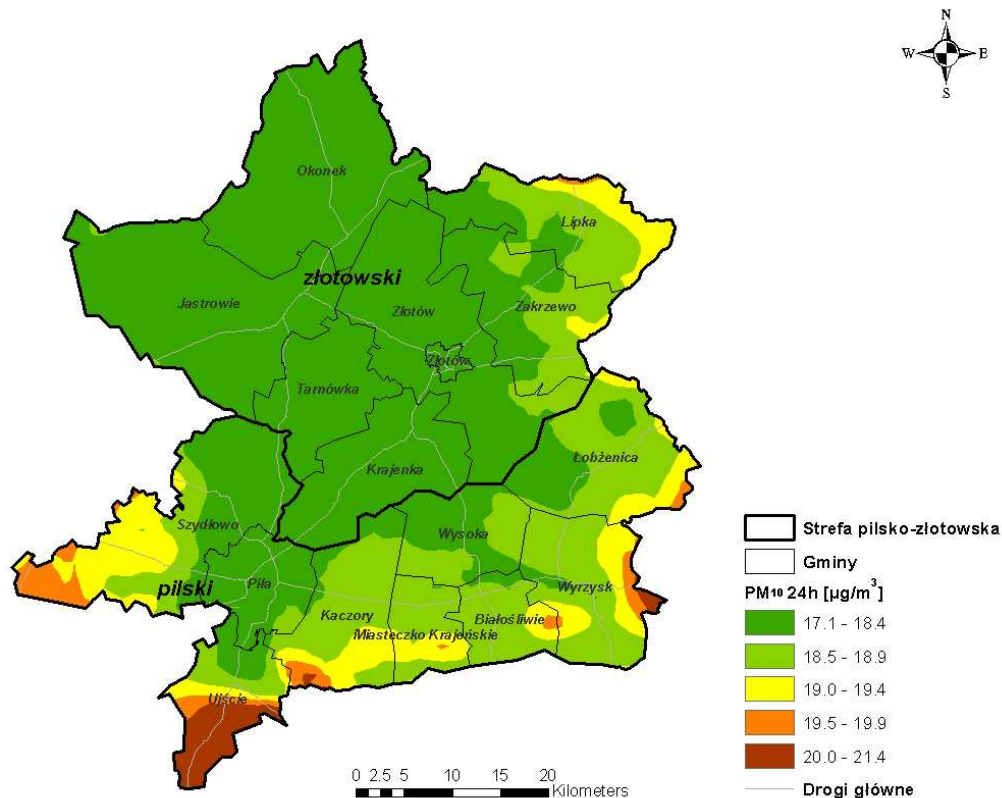 N
W E
S
Okonek
Lipka
złotowski
Jastrowie
Złotów
Zakrzewo
Złotów
Tarnówka
Krajenka
Łobżenica
Szydłowo
Wysoka
pilski
Piła
Wyrzysk
Kaczory
Białośliwie
Miasteczko Krajeńskie
Ujście
0 2.5 5 10 15 20
Kilometers
Strefa pilsko-złotowska
Gminy
PM10 24h [µg/m³]
17.1 - 18.4
18.5 - 18.9
19.0 - 19.4
19.5 - 19.9
20.0 - 21.4
Drogi główne